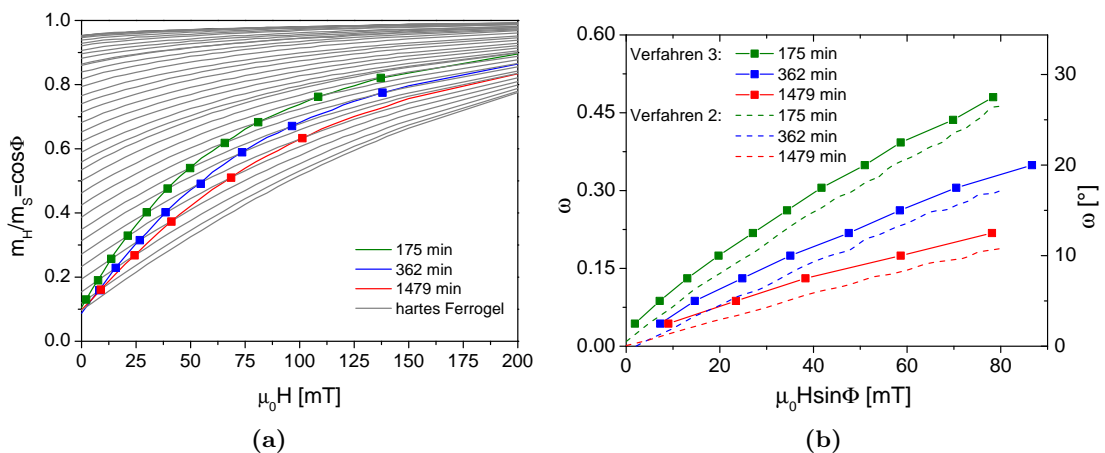 1.0
0.8
0.6
0.4
0.2
0.0
m_H/m_S=cosΦ
175 min
362 min
1479 min
hartes Ferrogel
0 25 50 75 100 125 150 175 200
μ₀H [mT]
(a)
0.60
0.45
0.30
0.15
0.00
ω
Verfahren 3: 175 min
362 min
1479 min
Verfahren 2: 175 min
362 min
1479 min
30
20
10
0
ω [°]
0 20 40 60 80
μ₀HsinΦ [mT]
(b)